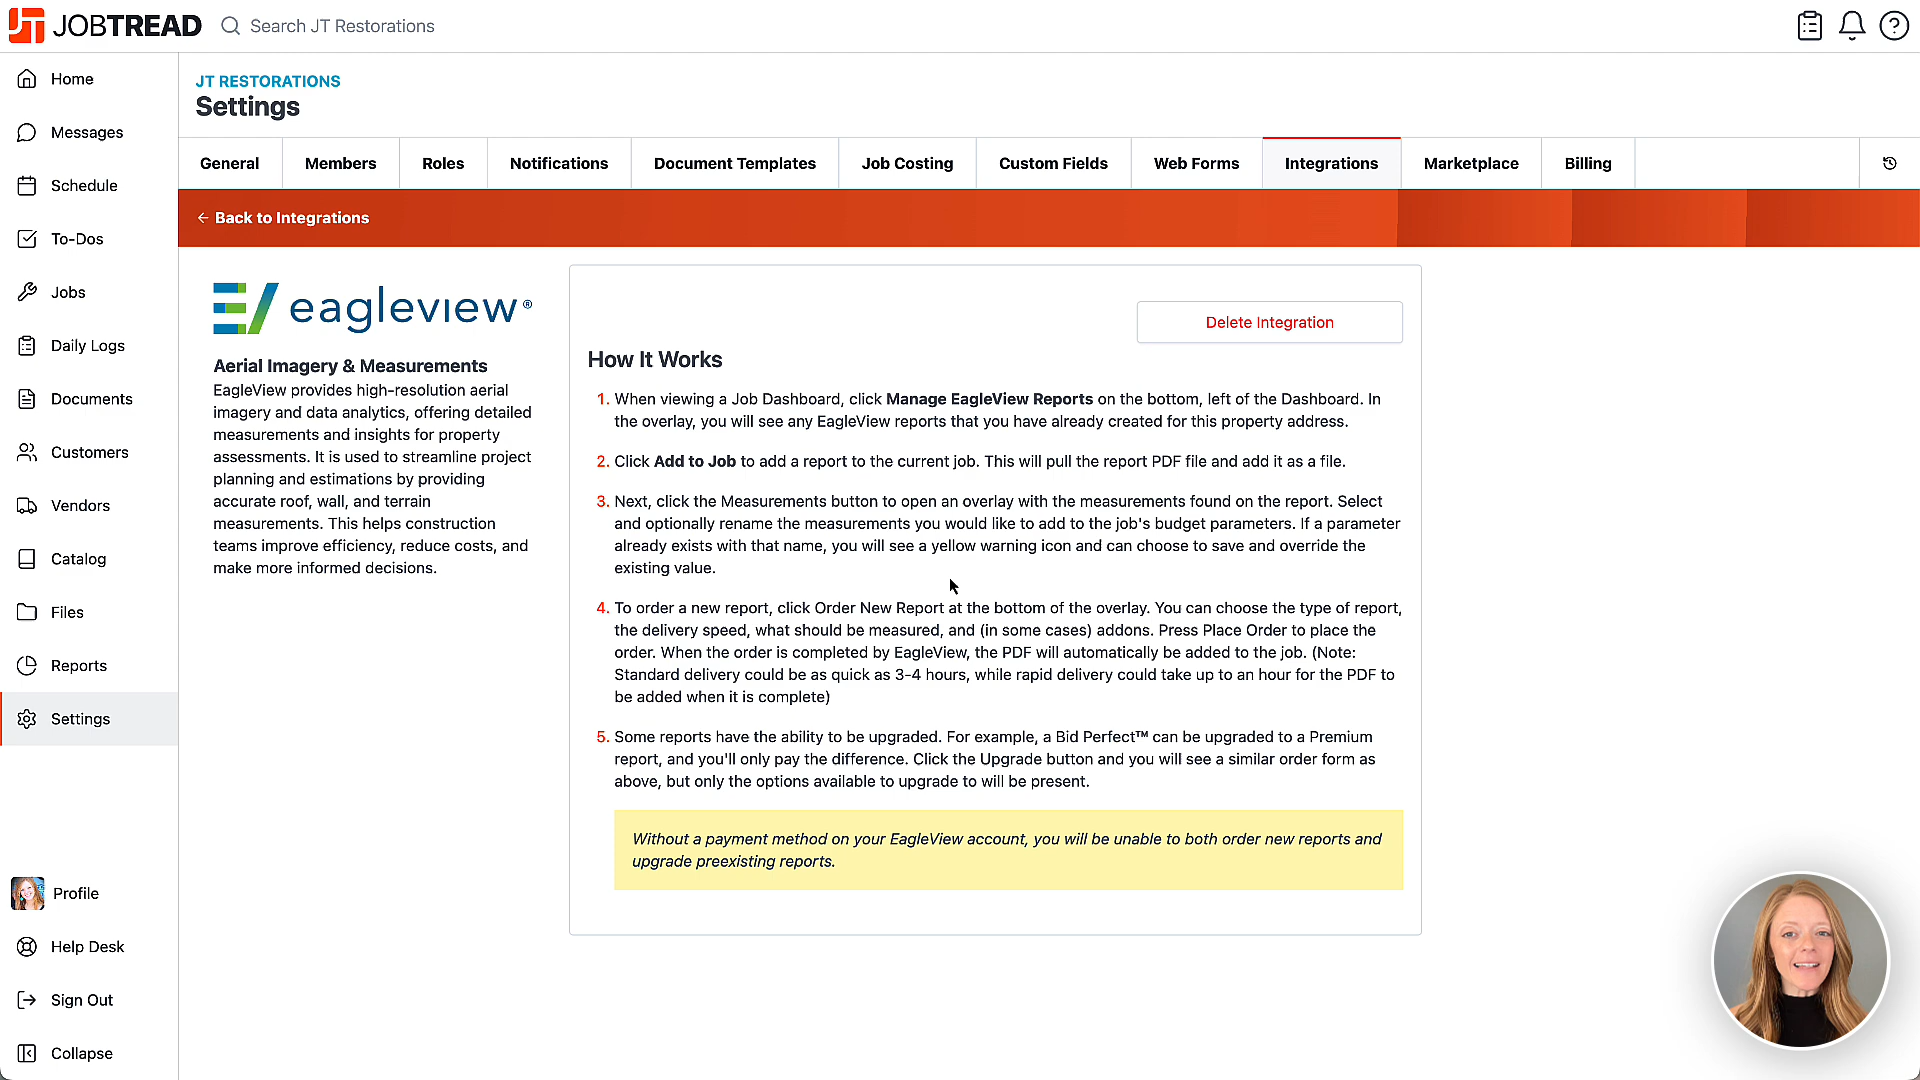 JOBTREAD
Search JT Restorations
Home
Messages
Schedule
To-Dos
Jobs
Daily Logs
Documents
Customers
Vendors
Catalog
Files
Reports
Settings
Profile
Help Desk
Sign Out
Collapse
JT RESTORATIONS
Settings
General
Members
Roles
Notifications
Document Templates
Job Costing
Custom Fields
Web Forms
Integrations
Marketplace
Billing
← Back to Integrations
eagleview®
Aerial Imagery & Measurements
EagleView provides high-resolution aerial
imagery and data analytics, offering detailed
measurements and insights for property
assessments. It is used to streamline project
planning and estimations by providing
accurate roof, wall, and terrain
measurements. This helps construction
teams improve efficiency, reduce costs, and
make more informed decisions.
Delete Integration
How It Works
1. When viewing a Job Dashboard, click Manage EagleView Reports on the bottom, left of the Dashboard. In
the overlay, you will see any EagleView reports that you have already created for this property address.
2. Click Add to Job to add a report to the current job. This will pull the report PDF file and add it as a file.
3. Next, click the Measurements button to open an overlay with the measurements found on the report. Select
and optionally rename the measurements you would like to add to the job's budget parameters. If a parameter
already exists with that name, you will see a yellow warning icon and can choose to save and override the
existing value.
4. To order a new report, click Order New Report at the bottom of the overlay. You can choose the type of report,
the delivery speed, what should be measured, and (in some cases) addons. Press Place Order to place the
order. When the order is completed by EagleView, the PDF will automatically be added to the job. (Note:
Standard delivery could be as quick as 3-4 hours, while rapid delivery could take up to an hour for the PDF to
be added when it is complete)
5. Some reports have the ability to be upgraded. For example, a Bid Perfect™ can be upgraded to a Premium
report, and you'll only pay the difference. Click the Upgrade button and you will see a similar order form as
above, but only the options available to upgrade to will be present.
Without a payment method on your EagleView account, you will be unable to both order new reports and
upgrade preexisting reports.